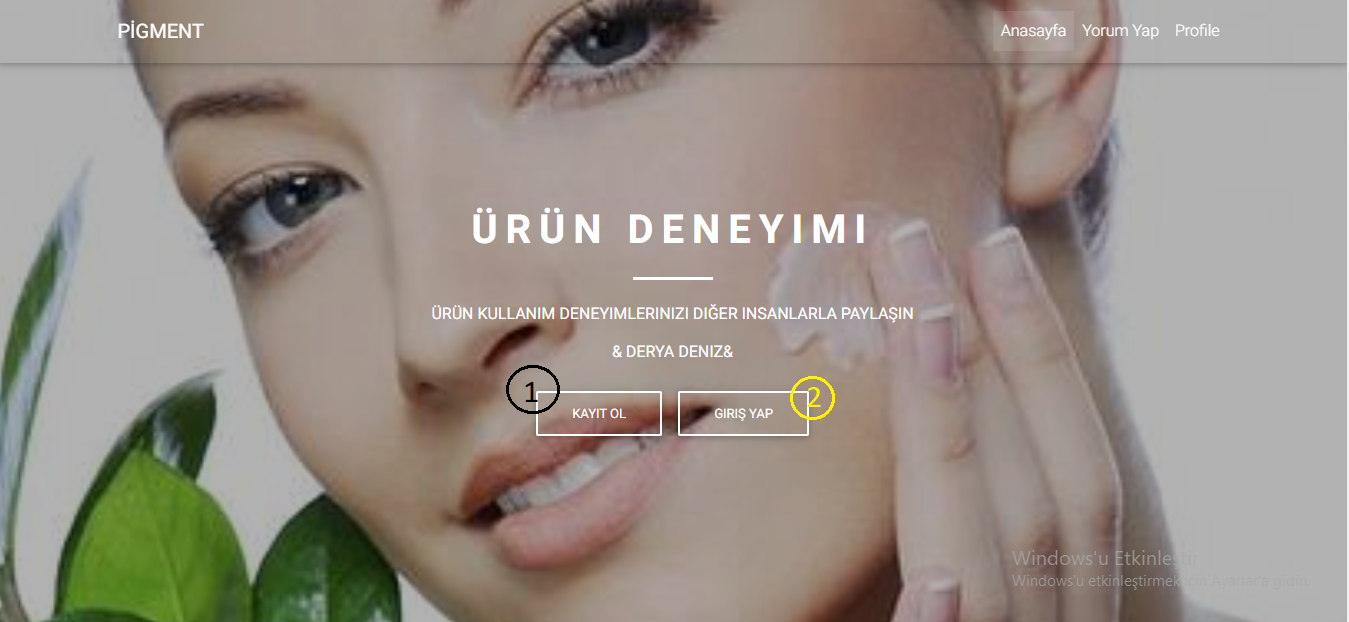 PİGMENT
Anasayfa Yorum Yap Profile
ÜRÜN DENEYIMI
ÜRÜN KULLANIM DENEYIMLERINIZI DIĞER INSANLARLA PAYLAŞIN
& DERYA DENIZ&
1 2
KAYIT OL GIRIŞ YAP
Windows'u Etkinleştir
Windows'u etkinleştirmek için Ayarlar'a gidin.